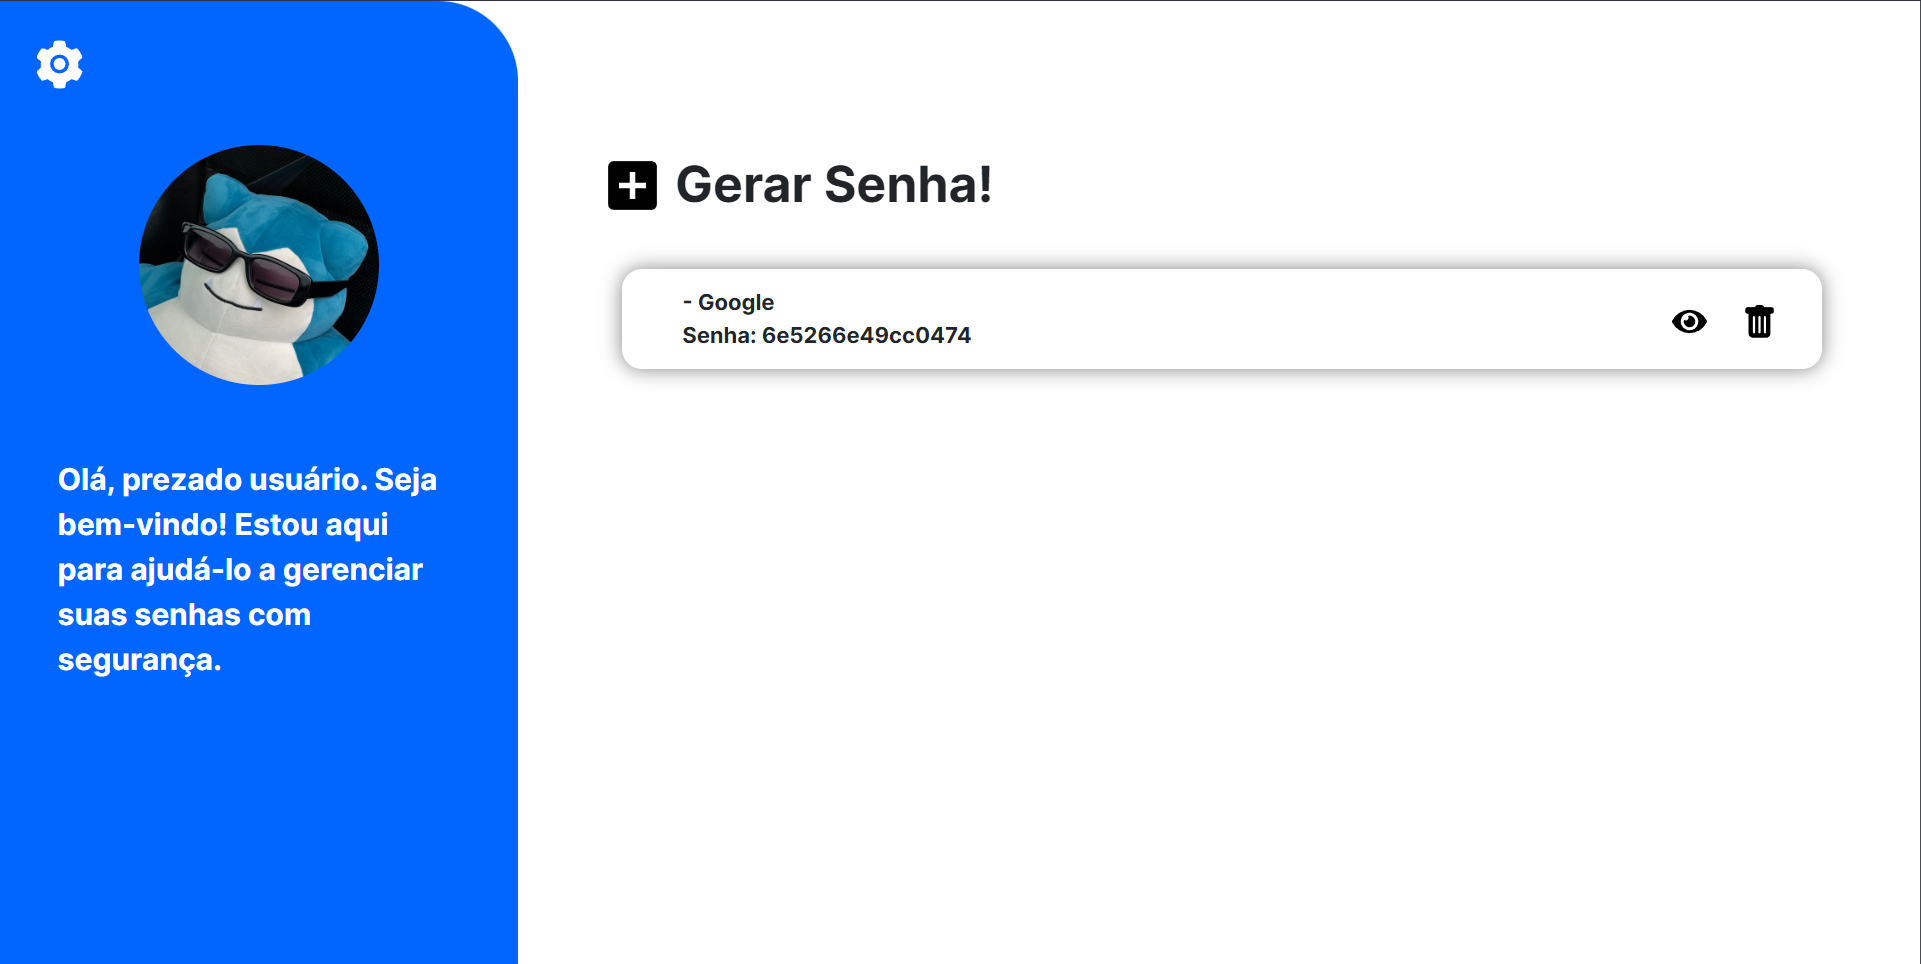 Gerar Senha!
- Google
Senha: 6e5266e49cc0474
Olá, prezado usuário. Seja
bem-vindo! Estou aqui
para ajudá-lo a gerenciar
suas senhas com
segurança.